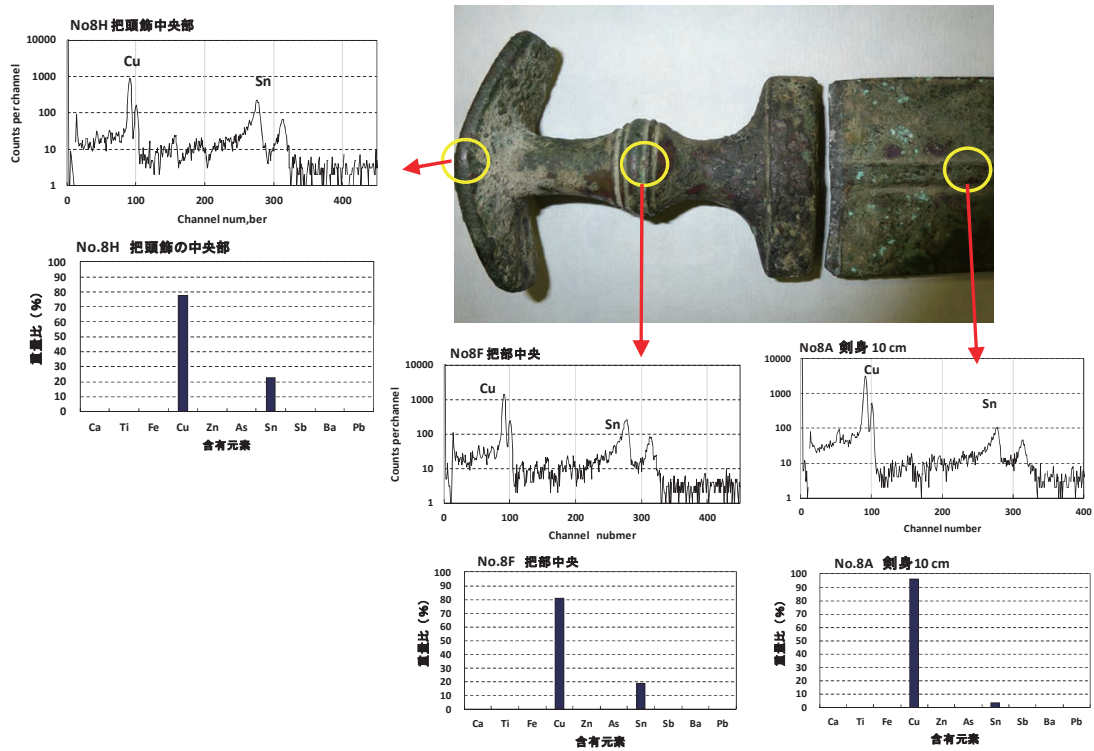 No8H 把頭飾中央部
10000
1000
100
10
1
Counts per channel
Cu
Sn
0 100 200 300 400
Channel num,ber
No.8H 把頭飾の中央部
100
90
80
70
60
50
40
30
20
10
0
重量比（%）
Ca Ti Fe Cu Zn As Sn Sb Ba Pb
含有元素
No8F 把部中央
10000
1000
100
10
1
Counts perchannel
Cu
Sn
0 100 200 300 400
Channel nubmer
No8A 剣身 10 cm
10000
1000
100
10
1
Cu
Sn
0 100 200 300 400
Channel number
No.8F 把部中央
100
90
80
70
60
50
40
30
20
10
0
重量比（%）
Ca Ti Fe Cu Zn As Sn Sb Ba Pb
含有元素
No.8A 剣身10 cm
100
90
80
70
60
50
40
30
20
10
0
重量比（%）
Ca Ti Fe Cu Zn As Sn Sb Ba Pb
含有元素